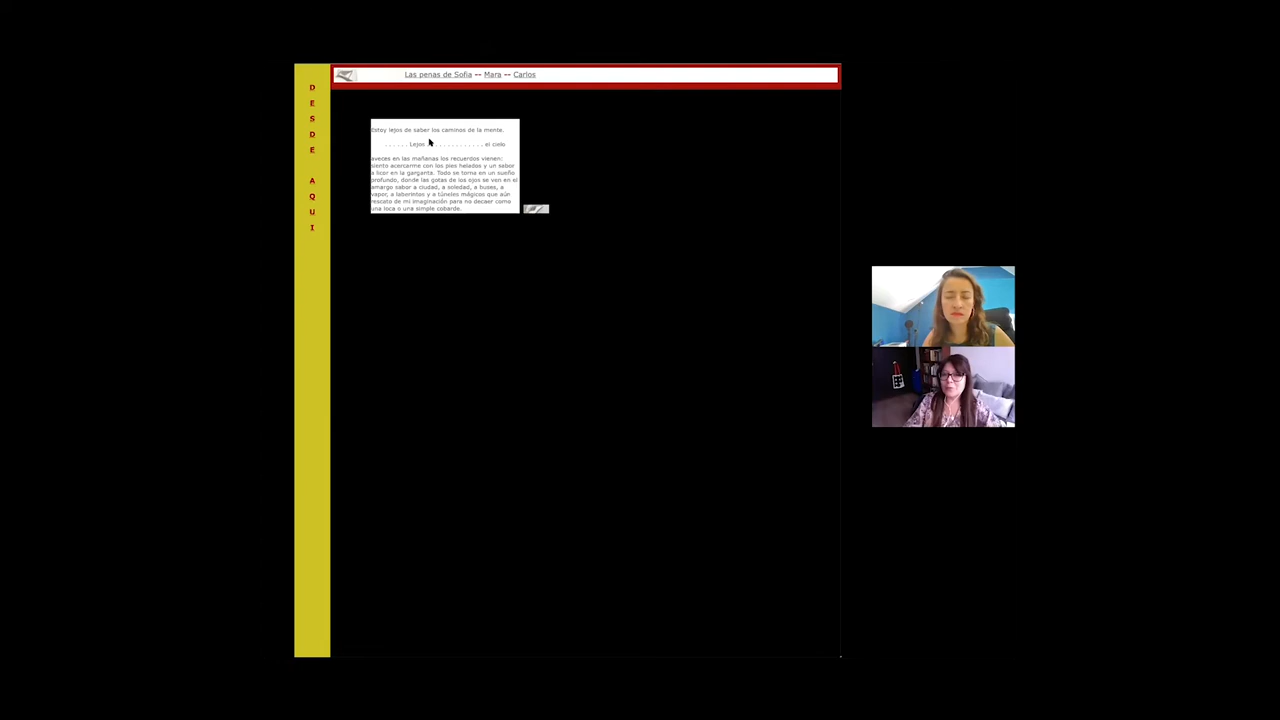 Las penas de Sofia -- Mara -- Carlos
D
E
S
D
E
A
Q
U
I
Estoy lejos de saber los caminos de la mente.
. . . . . . Lejos . . . . . . . . . . . . el cielo
aveces en las mañanas los recuerdos vienen:
siento acercarme con los pies helados y un sabor
a licor en la garganta. Todo se torna en un sueño
profundo, donde las gotas de los ojos se ven en el
amargo sabor a ciudad, a soledad, a buses, a
vapor, a laberintos y a túneles mágicos que aún
rescato de mi imaginación para no decaer como
una loca o una simple cobarde.